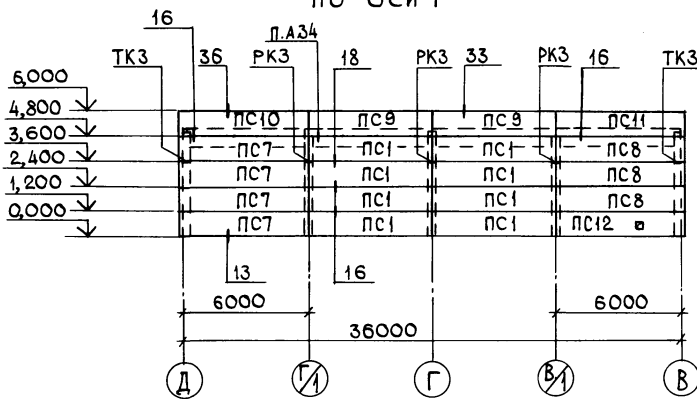 ПО ОСИ 1
16 П.А34
ТК3 36 РК3 18 РК3 33 РК3 16 ТК3
6,000
4,800 ПС10 ПС9 ПС9 ПС11
3,600
2,400 ПС7 ПС1 ПС1 ПС8
1,200 ПС7 ПС1 ПС1 ПС8
0,000 ПС7 ПС1 ПС1 ПС8
ПС7 ПС1 ПС1 ПС12
13 16
6000 6000
36000
Д Г/1 Г В/1 В